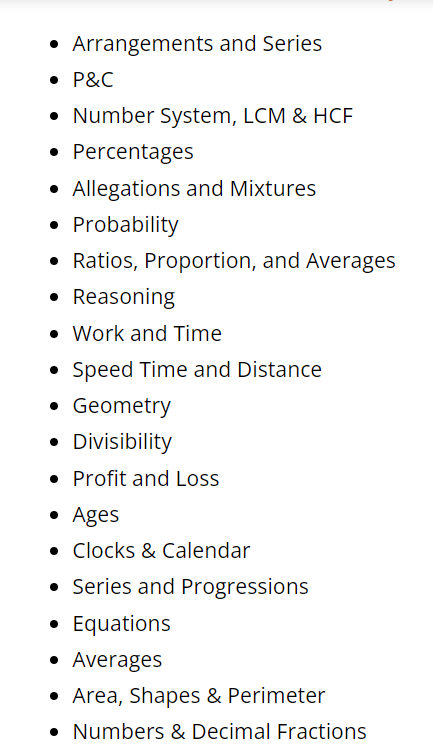 Arrangements and Series
P&C
Number System, LCM & HCF
Percentages
Allegations and Mixtures
Probability
Ratios, Proportion, and Averages
Reasoning
Work and Time
Speed Time and Distance
Geometry
Divisibility
Profit and Loss
Ages
Clocks & Calendar
Series and Progressions
Equations
Averages
Area, Shapes & Perimeter
Numbers & Decimal Fractions